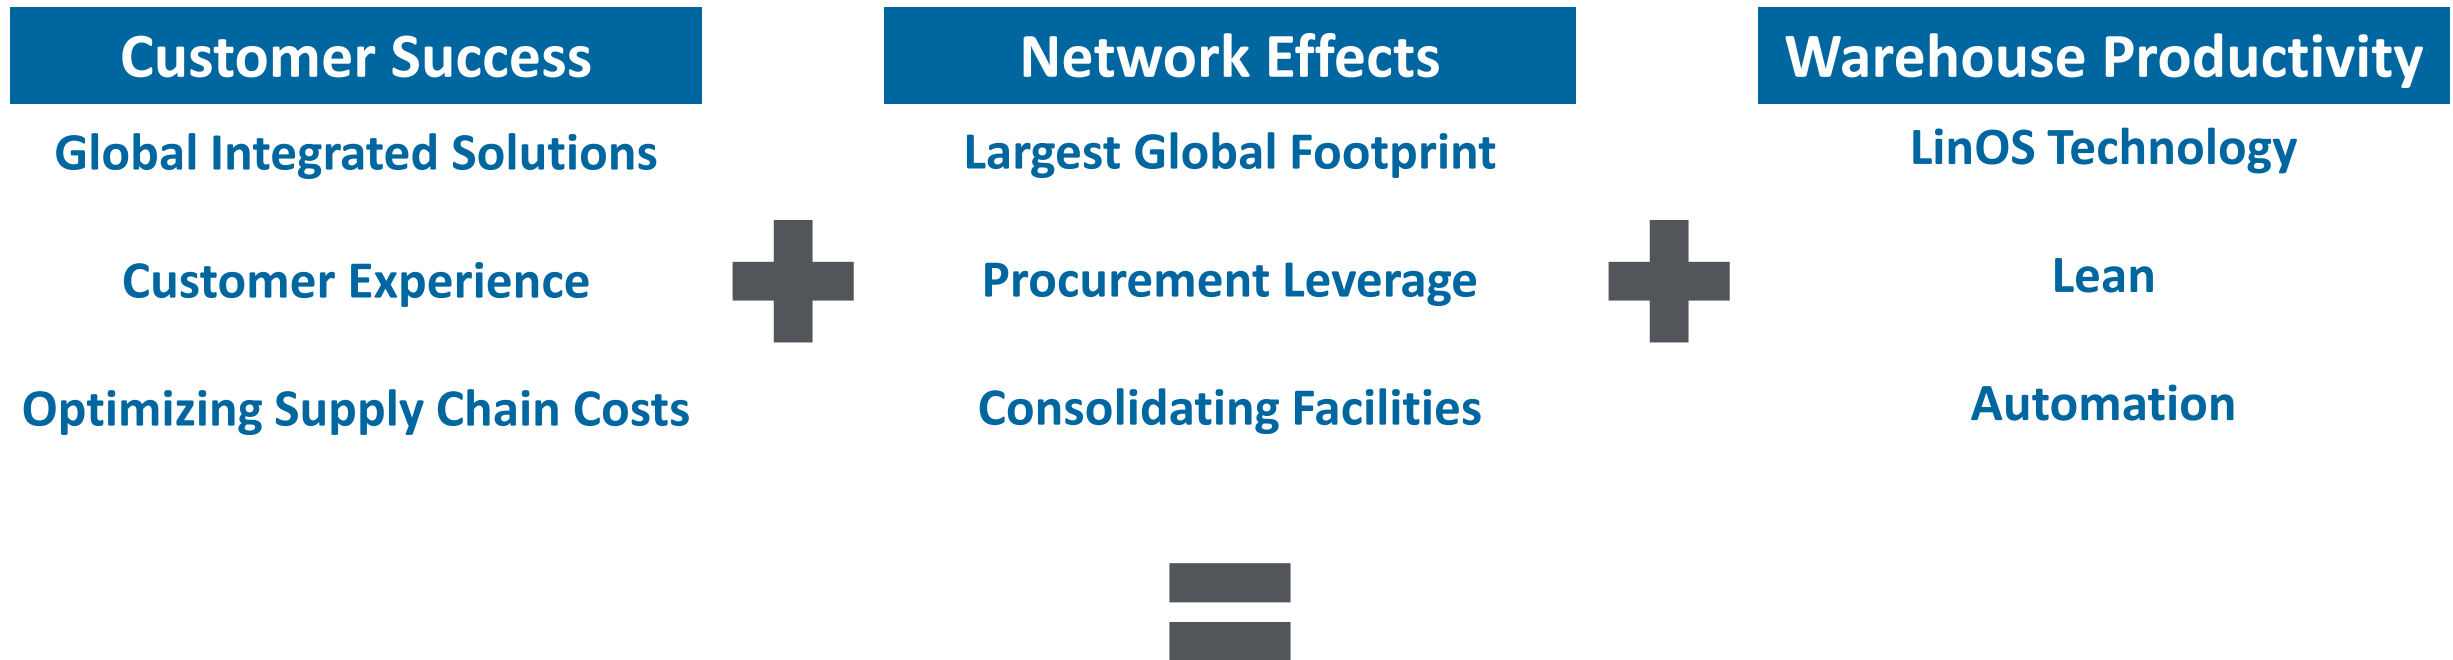 Customer Success
Global Integrated Solutions
Customer Experience
Optimizing Supply Chain Costs
Network Effects
Largest Global Footprint
Procurement Leverage
Consolidating Facilities
Warehouse Productivity
LinOS Technology
Lean
Automation